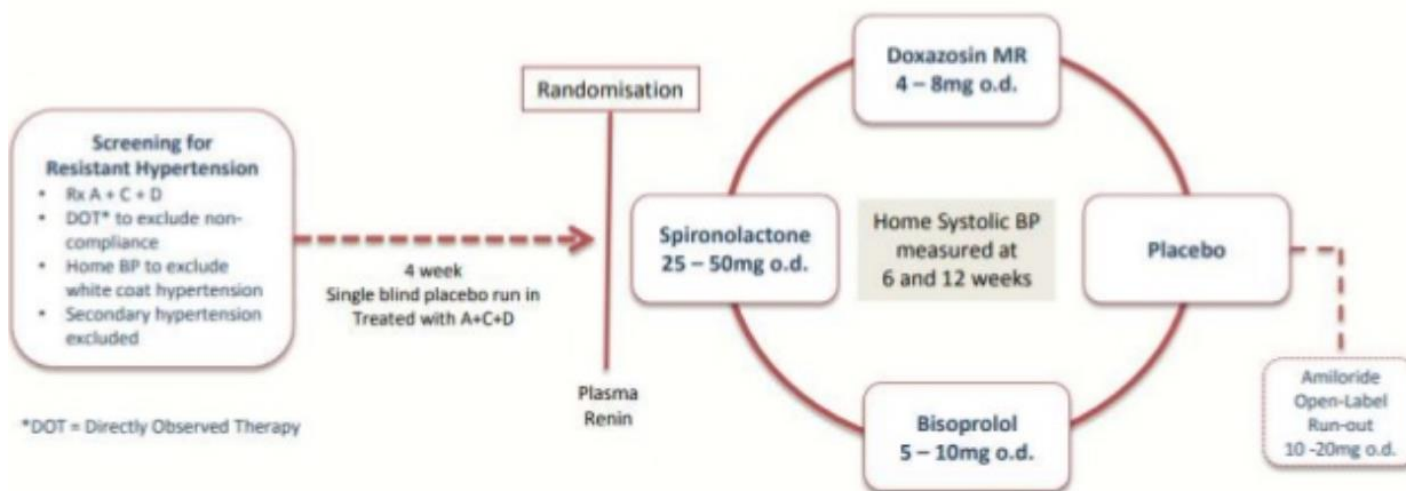 Screening for
Resistant Hypertension
• Rx A + C + D
• DOT* to exclude non-
compliance
• Home BP to exclude
white coat hypertension
• Secondary hypertension
excluded
*DOT = Directly Observed Therapy
4 week
Single blind placebo run in
Treated with A+C+D
Randomisation
Plasma
Renin
Doxazosin MR
4 – 8mg o.d.
Spironolactone
25 – 50mg o.d.
Home Systolic BP
measured at
6 and 12 weeks
Placebo
Bisoprolol
5 – 10mg o.d.
Amiloride
Open-Label
Run-out
10 -20mg o.d.